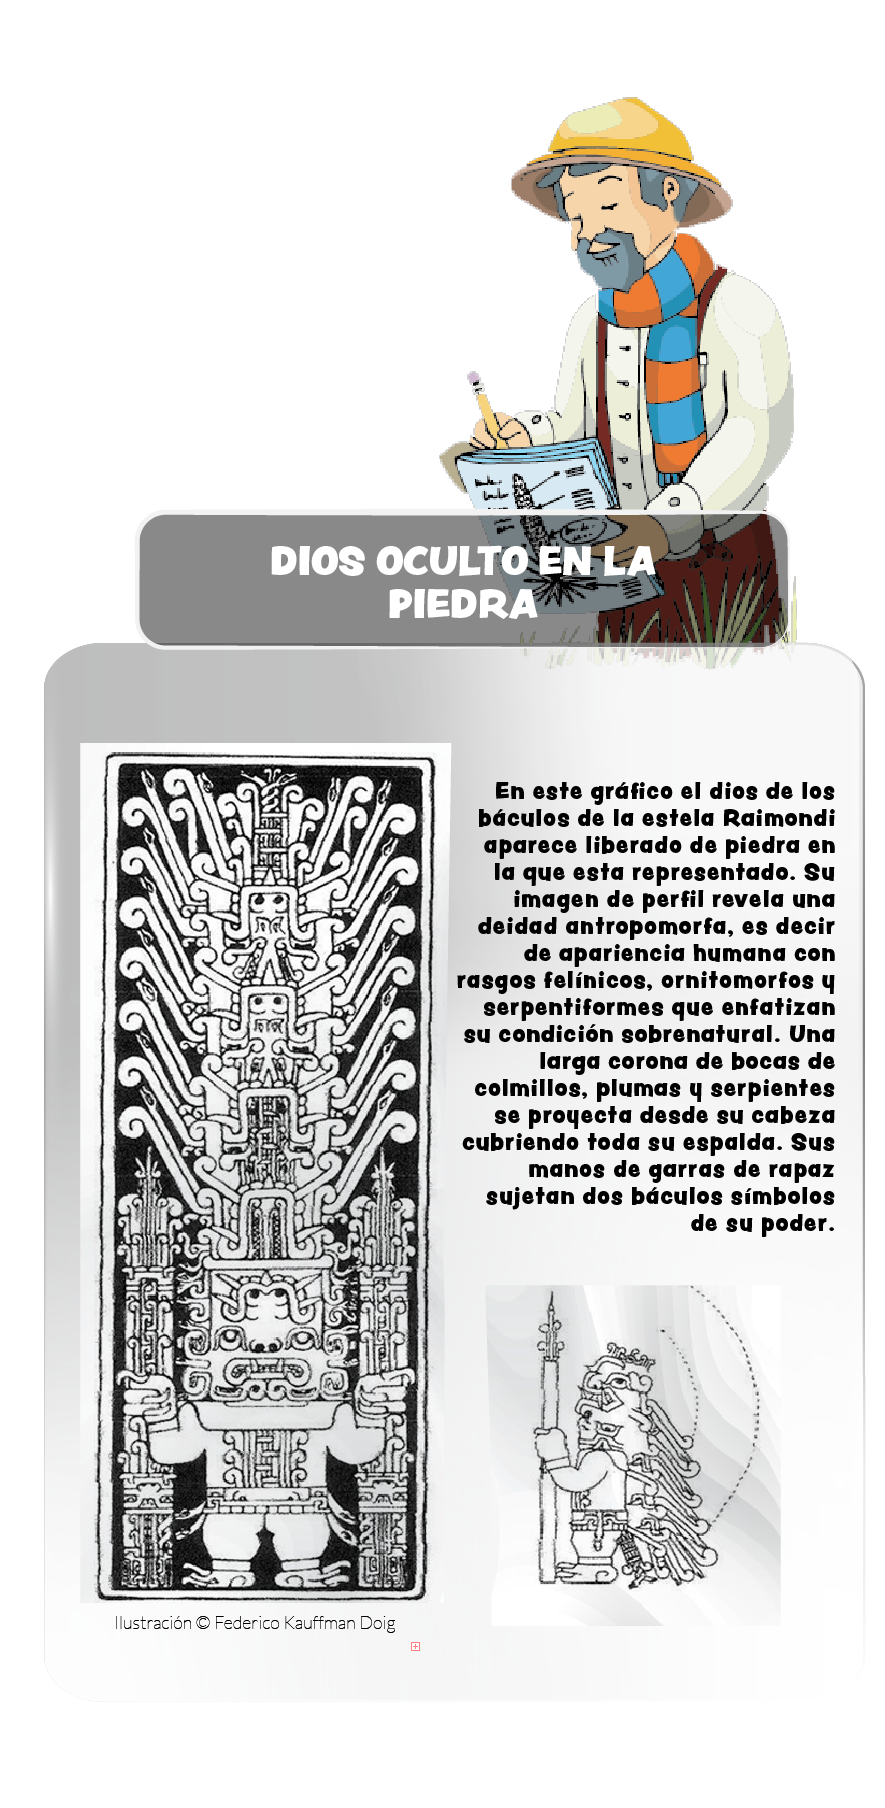 DIOS OCULTO EN LA
PIEDRA
En este gráfico el dios de los
báculos de la estela Raimondi
aparece liberado de piedra en
la que esta representado. Su
imagen de perfil revela una
deidad antropomorfa, es decir
de apariencia humana con
rasgos felínicos, ornitomorfos y
serpentiformes que enfatizan
su condición sobrenatural. Una
larga corona de bocas de
colmillos, plumas y serpientes
se proyecta desde su cabeza
cubriendo toda su espalda. Sus
manos de garras de rapaz
sujetan dos báculos símbolos
de su poder.
Ilustración © Federico Kauffman Doig